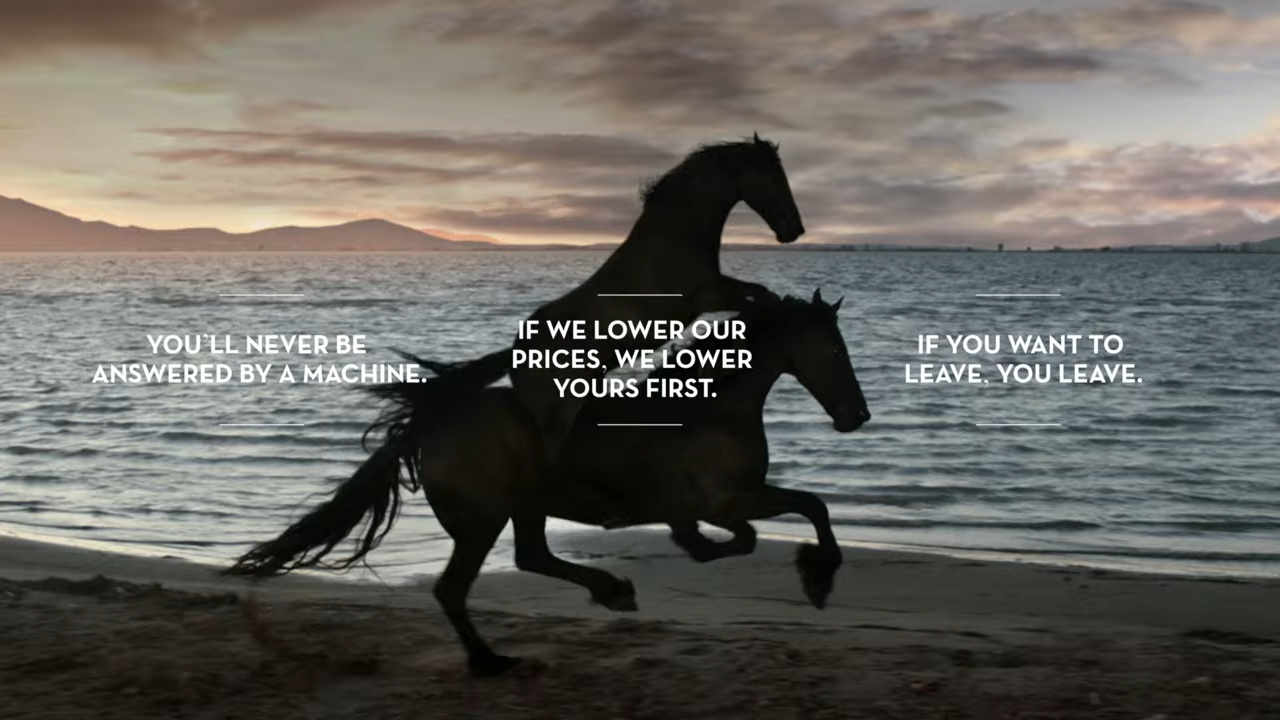 YOU'LL NEVER BE
ANSWERED BY A MACHINE.
IF WE LOWER OUR
PRICES, WE LOWER
YOURS FIRST.
IF YOU WANT TO
LEAVE, YOU LEAVE.